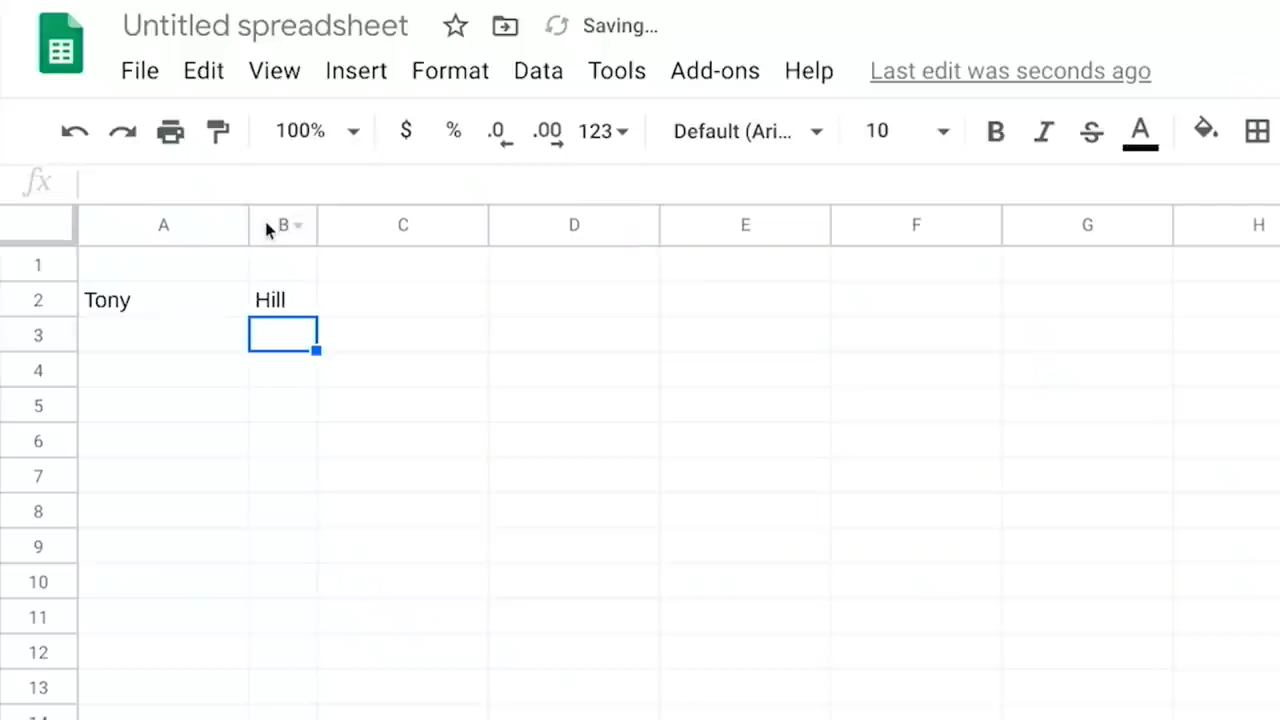 Untitled spreadsheet Saving...
File Edit View Insert Format Data Tools Add-ons Help Last edit was seconds ago
100% $ % .0 .00 123 Default (Ari... 10 B I S A
fx
A B C D E F G H
1
2 Tony Hill
3
4
5
6
7
8
9
10
11
12
13